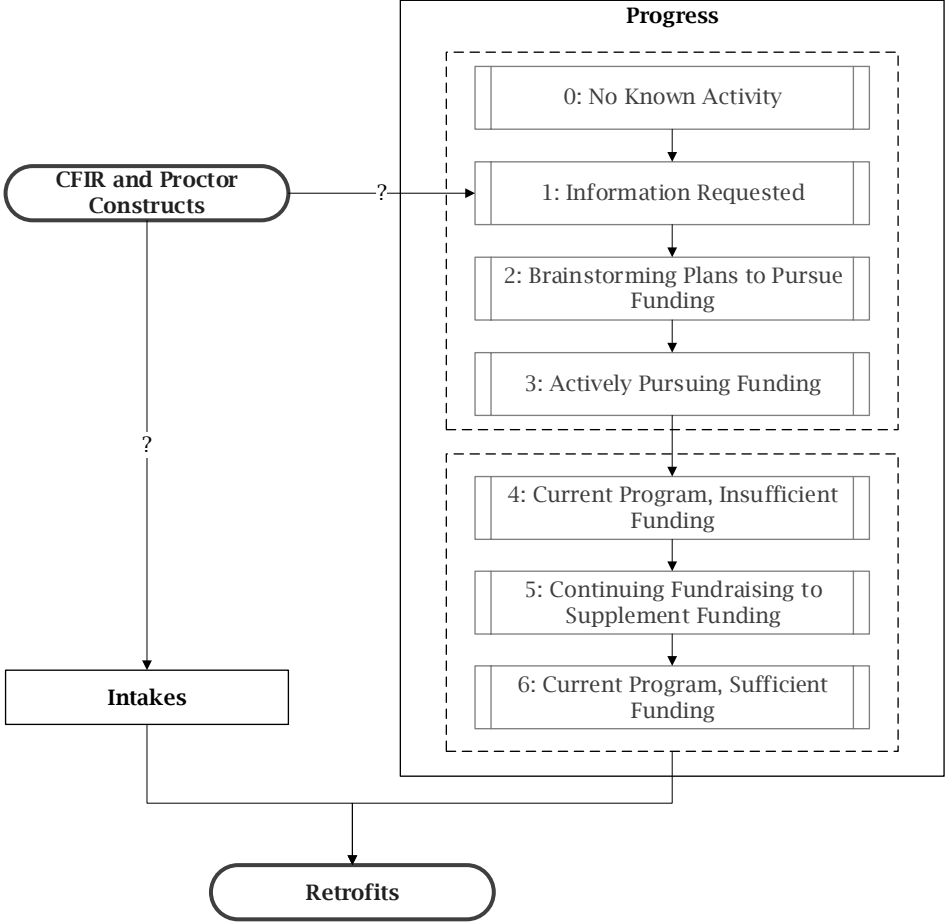 Progress
0: No Known Activity
CFIR and Proctor
Constructs
?
1: Information Requested
2: Brainstorming Plans to Pursue
Funding
3: Actively Pursuing Funding
?
4: Current Program, Insufficient
Funding
5: Continuing Fundraising to
Supplement Funding
6: Current Program, Sufficient
Funding
Intakes
Retrofits